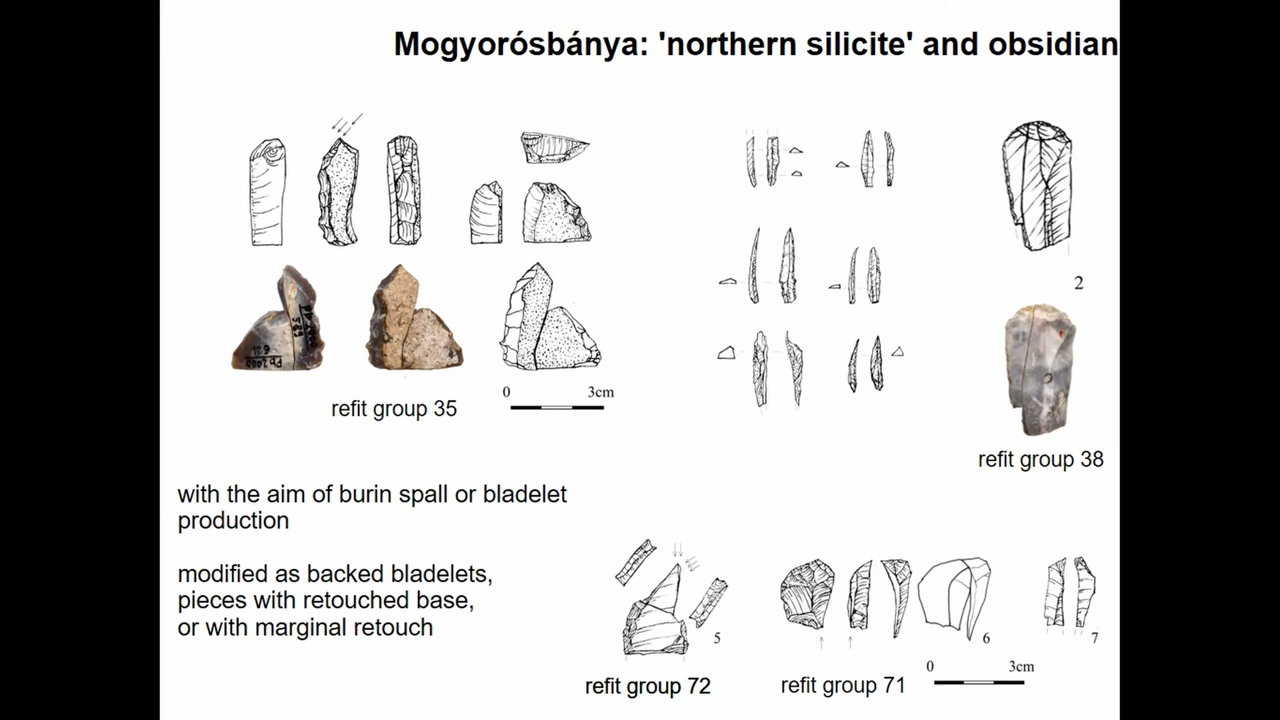 Mogyorósbánya: 'northern silicite' and obsidian
2
0 3cm
refit group 35
refit group 38
with the aim of burin spall or bladelet
production
modified as backed bladelets,
pieces with retouched base,
or with marginal retouch
5
6
7
0 3cm
refit group 72
refit group 71